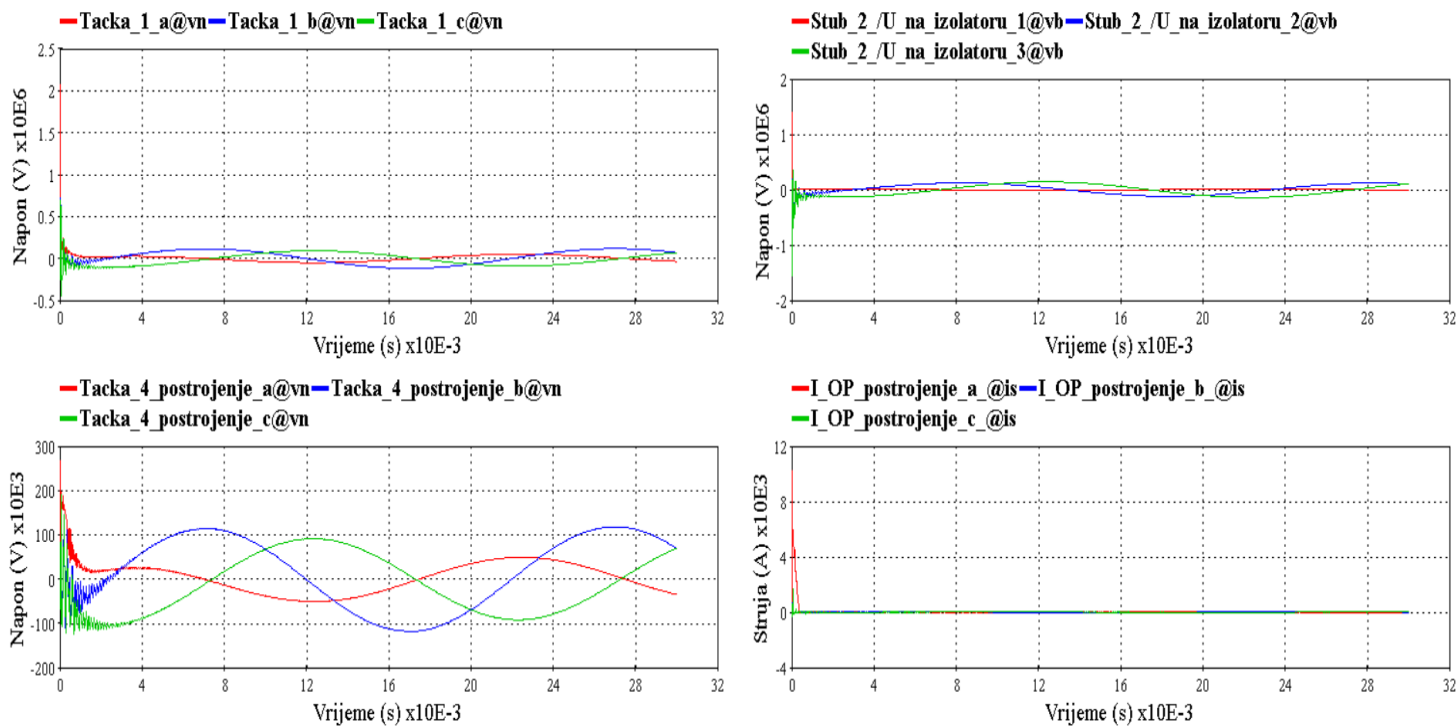 Tacka_1_a@vn Tacka_1_b@vn Tacka_1_c@vn
Napon (V) x10E6
2.5
2
1.5
1
0.5
0
-0.5
0 4 8 12 16 20 24 28 32
Vrijeme (s) x10E-3
Stub_2_/U_na_izolatoru_1@vb Stub_2_/U_na_izolatoru_2@vb
Stub_2_/U_na_izolatoru_3@vb
Napon (V) x10E6
2
1
0
-1
-2
0 4 8 12 16 20 24 28 32
Vrijeme (s) x10E-3
Tacka_4_postrojenje_a@vn Tacka_4_postrojenje_b@vn
Tacka_4_postrojenje_c@vn
Napon (V) x10E3
300
200
100
0
-100
-200
0 4 8 12 16 20 24 28 32
Vrijeme (s) x10E-3
I_OP_postrojenje_a_@is I_OP_postrojenje_b_@is
I_OP_postrojenje_c_@is
Struja (A) x10E3
12
8
4
0
-4
0 4 8 12 16 20 24 28 32
Vrijeme (s) x10E-3